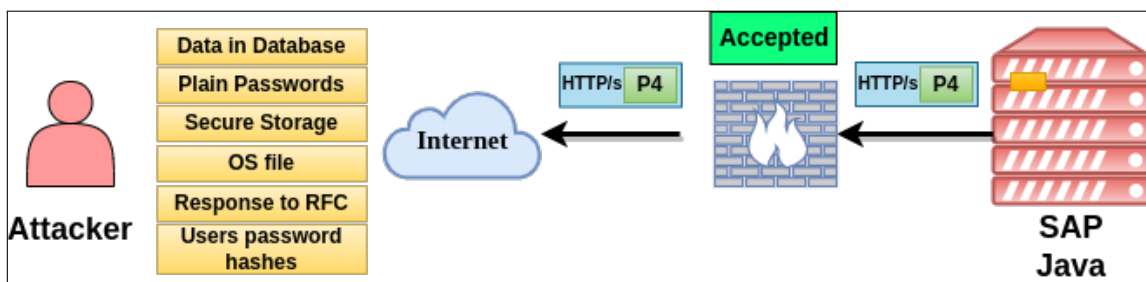 Attacker
Data in Database
Plain Passwords
Secure Storage
OS file
Response to RFC
Users password
hashes
Internet
HTTP/s P4
Accepted
HTTP/s P4
SAP
Java